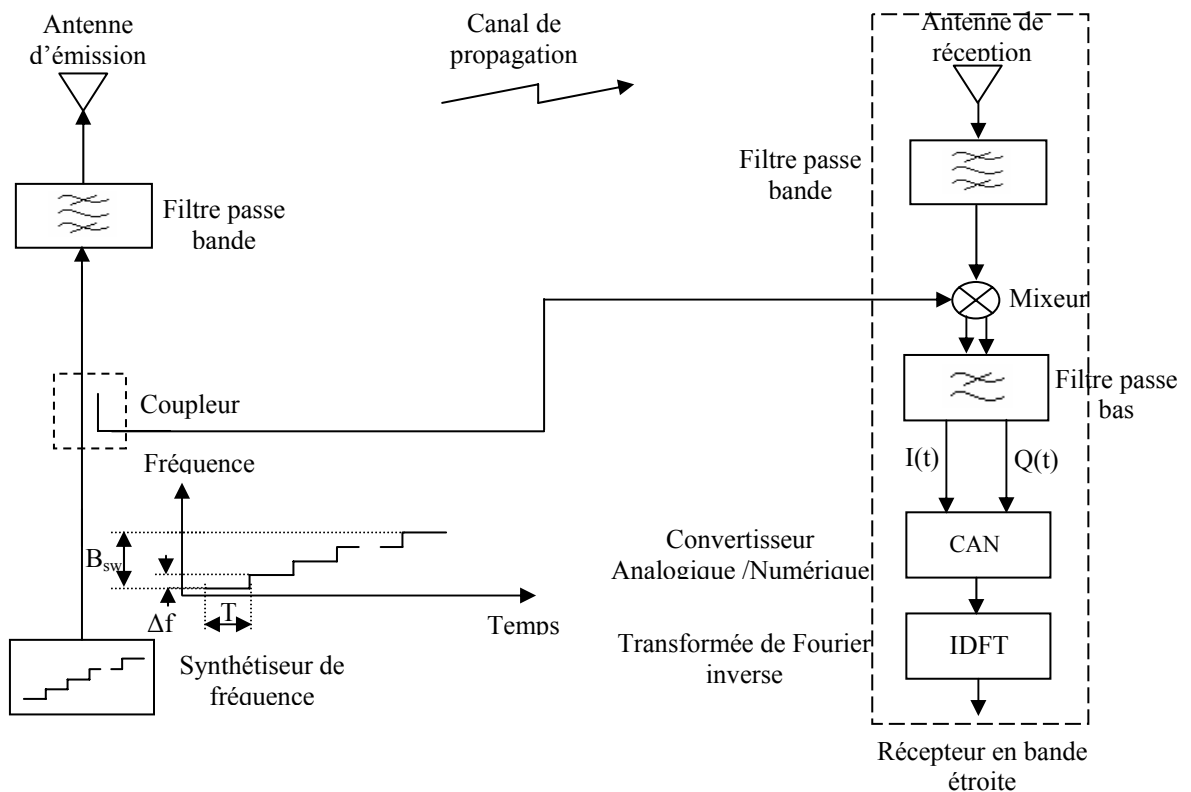 Antenne
d’émission
Canal de
propagation
Antenne de
réception
Filtre passe
bande
Filtre passe
bande
Mixeur
Coupleur
Filtre passe
bas
Fréquence
I(t)
Q(t)
B_sw
Δf
T
Temps
Convertisseur
Analogique /Numérique
CAN
Synthétiseur de
fréquence
Transformée de Fourier
inverse
IDFT
Récepteur en bande
étroite